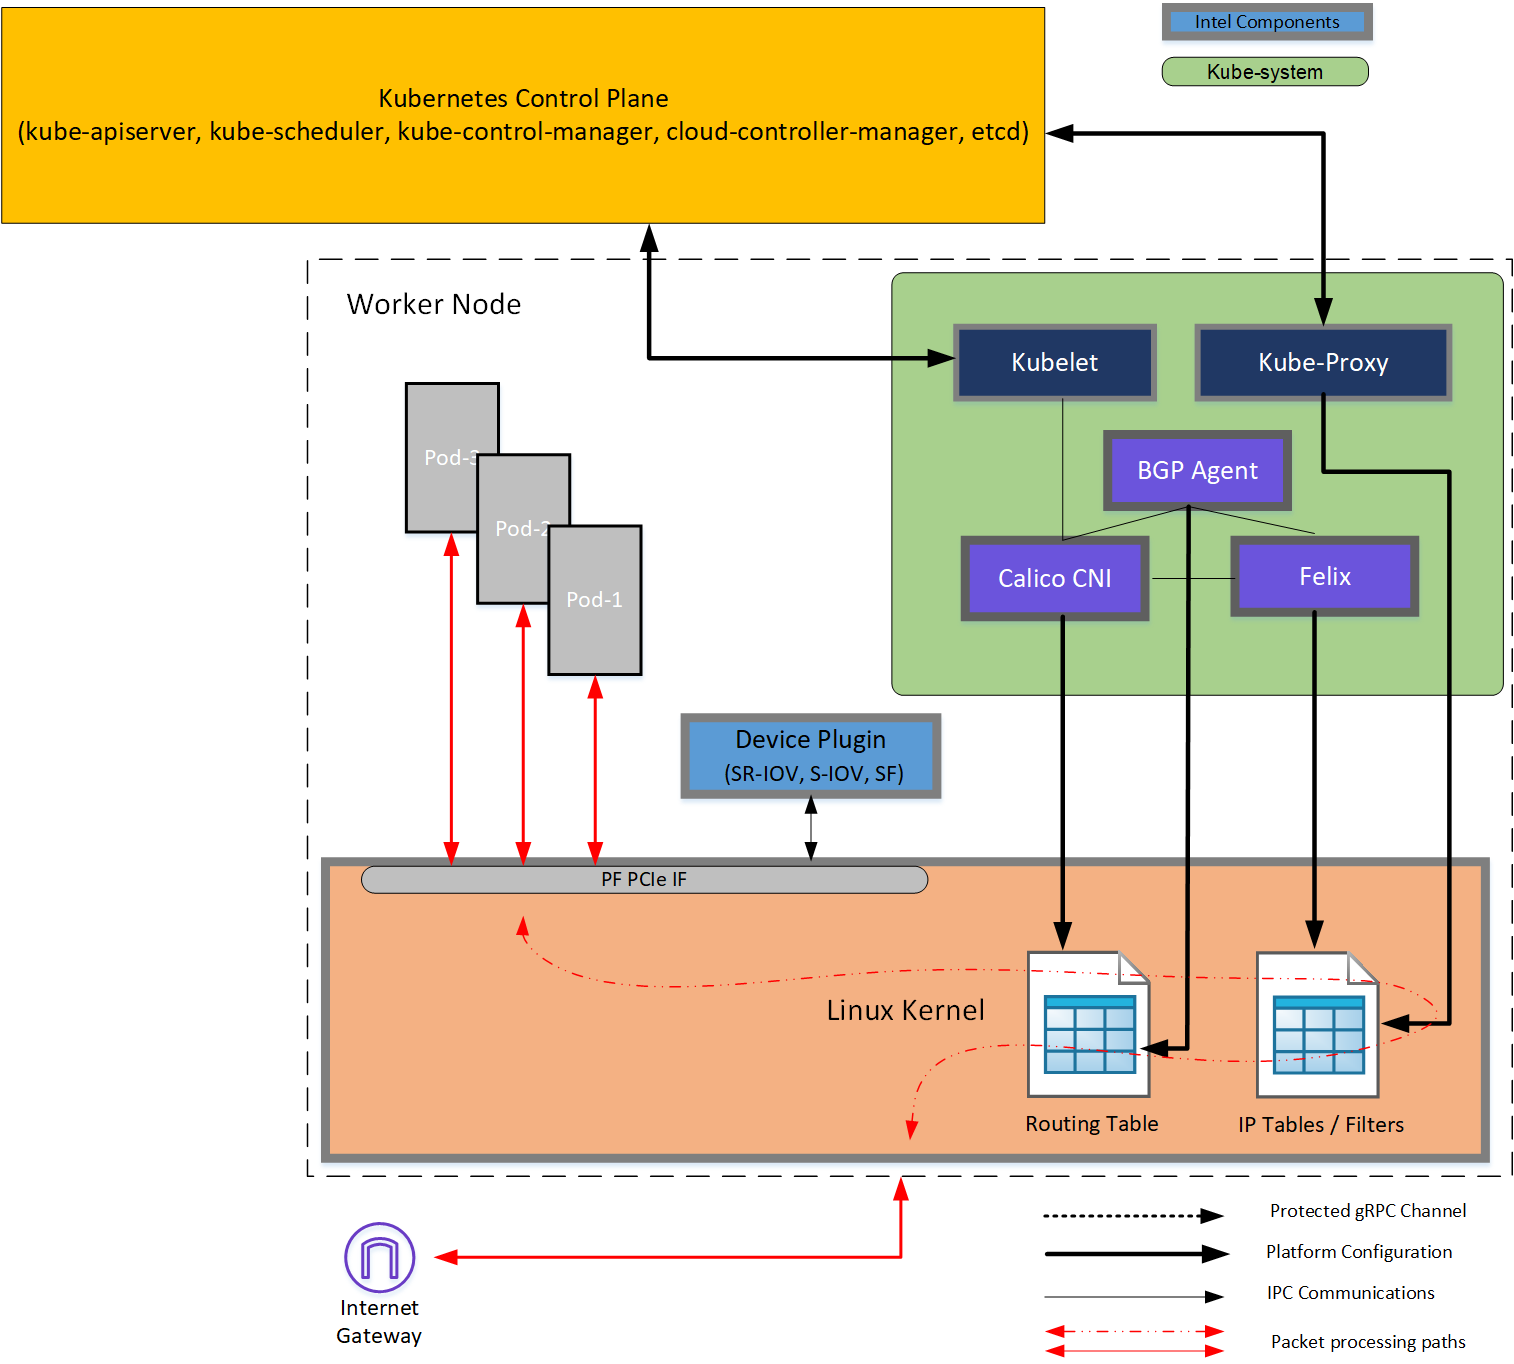 Intel Components
Kube-system
Kubernetes Control Plane
(kube-apiserver, kube-scheduler, kube-control-manager, cloud-controller-manager, etcd)
Worker Node
Kubelet
Kube-Proxy
BGP Agent
Calico CNI
Felix
Pod-3
Pod-2
Pod-1
Device Plugin
(SR-IOV, S-IOV, SF)
PF PCIe IF
Linux Kernel
Routing Table
IP Tables / Filters
Internet
Gateway
Protected gRPC Channel
Platform Configuration
IPC Communications
Packet processing paths